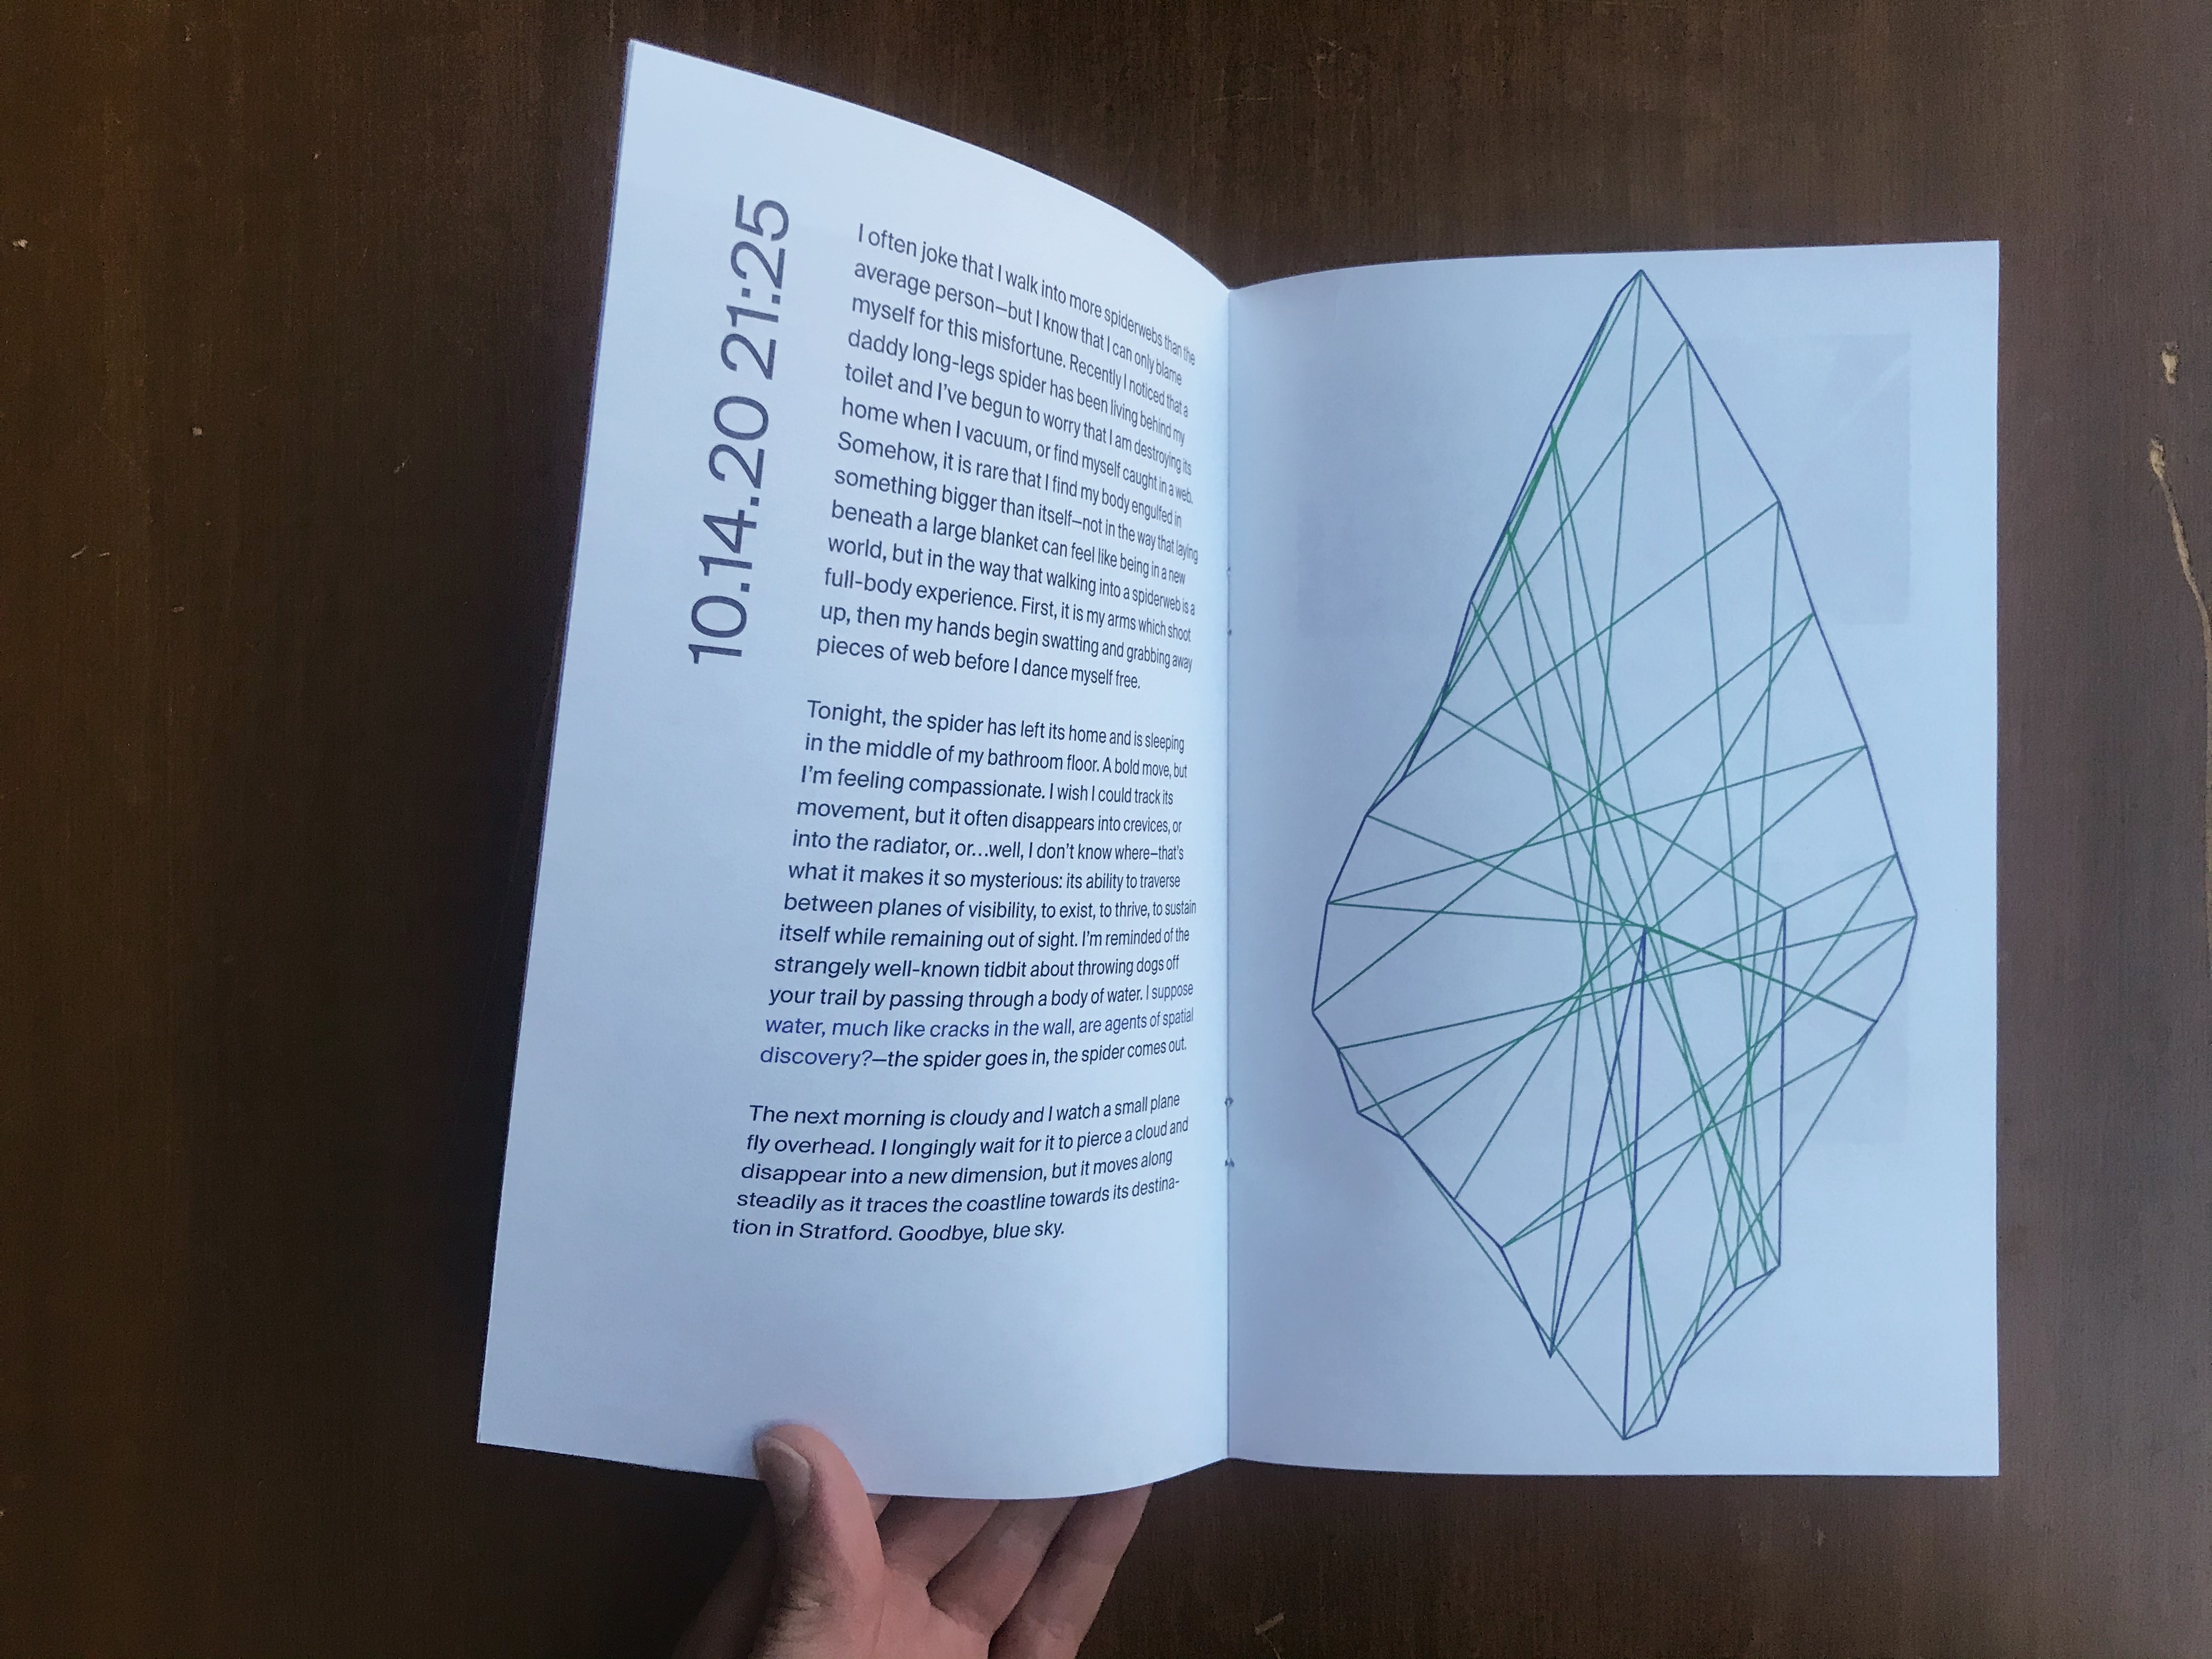 10.14.20 21:25
I often joke that I walk into more spiderwebs than the
average person—but I know that I can only blame
myself for this misfortune. Recently I noticed that a
daddy long-legs spider has been living behind my
toilet and I've begun to worry that I am destroying its
home when I vacuum, or find myself caught in a web.
Somehow, it is rare that I find my body engulfed in
something bigger than itself—not in the way that laying
beneath a large blanket can feel like being in a new
world, but in the way that walking into a spiderweb is a
full-body experience. First, it is my arms which shoot
up, then my hands begin swatting and grabbing away
pieces of web before I dance myself free.
Tonight, the spider has left its home and is sleeping
in the middle of my bathroom floor. A bold move, but
I'm feeling compassionate. I wish I could track its
movement, but it often disappears into crevices, or
into the radiator, or...well, I don't know where—that's
what it makes it so mysterious: its ability to traverse
between planes of visibility, to exist, to thrive, to sustain
itself while remaining out of sight. I'm reminded of the
strangely well-known tidbit about throwing dogs off
your trail by passing through a body of water. I suppose
water, much like cracks in the wall, are agents of spatial
discovery?—the spider goes in, the spider comes out.
The next morning is cloudy and I watch a small plane
fly overhead. I longingly wait for it to pierce a cloud and
disappear into a new dimension, but it moves along
steadily as it traces the coastline towards its destina-
tion in Stratford. Goodbye, blue sky.